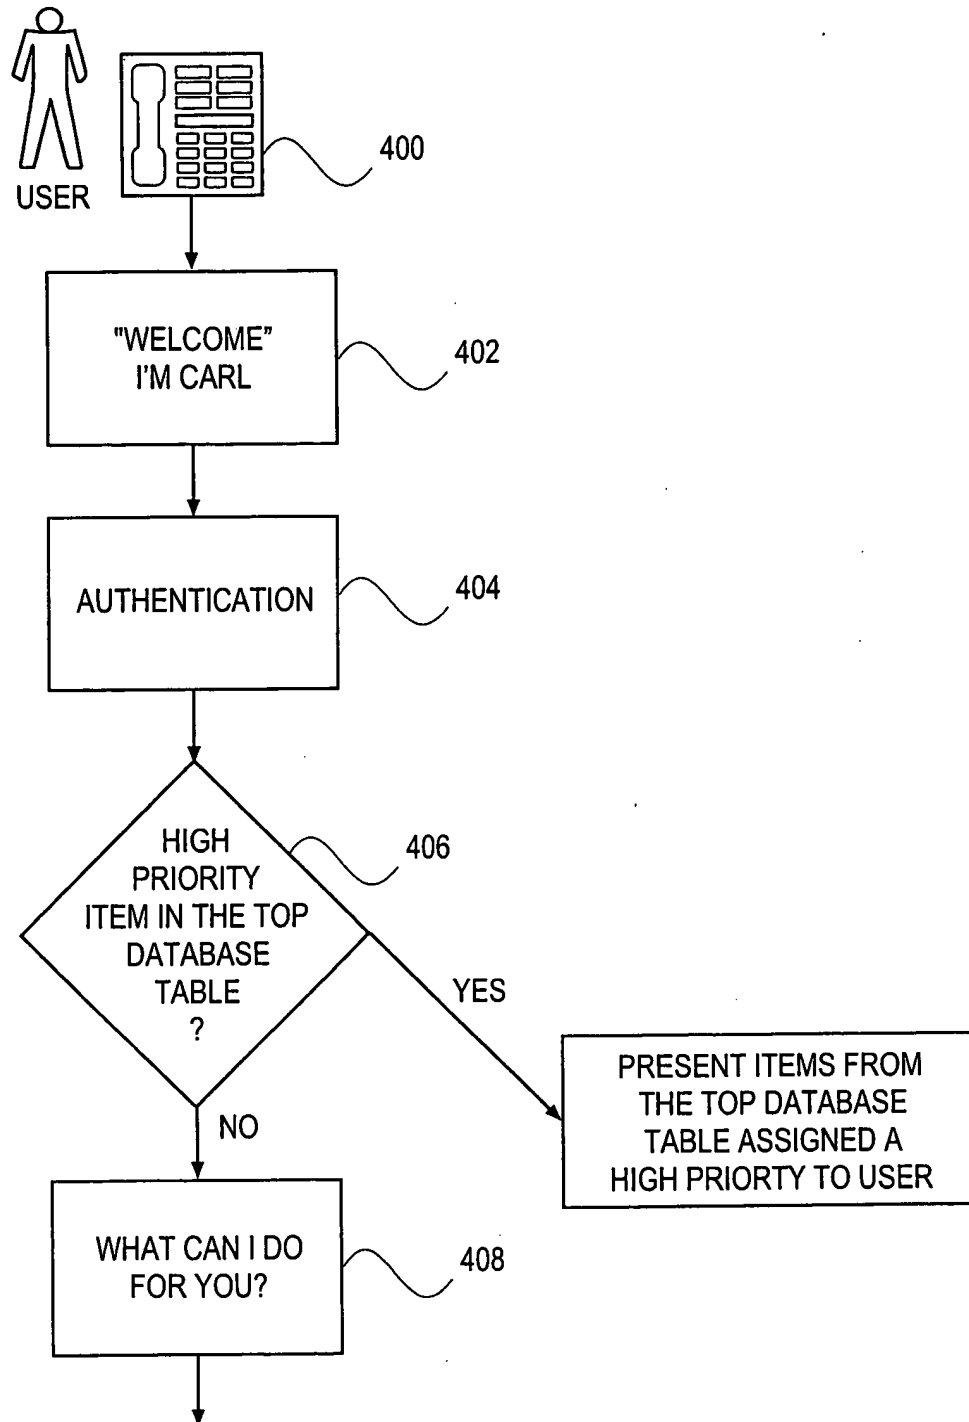 USER
400
"WELCOME”
I'M CARL
402
AUTHENTICATION
404
HIGH
PRIORITY
ITEM IN THE TOP
DATABASE
TABLE
?
406
YES
NO
PRESENT ITEMS FROM
THE TOP DATABASE
TABLE ASSIGNED A
HIGH PRIORTY TO USER
WHAT CAN I DO
FOR YOU?
408